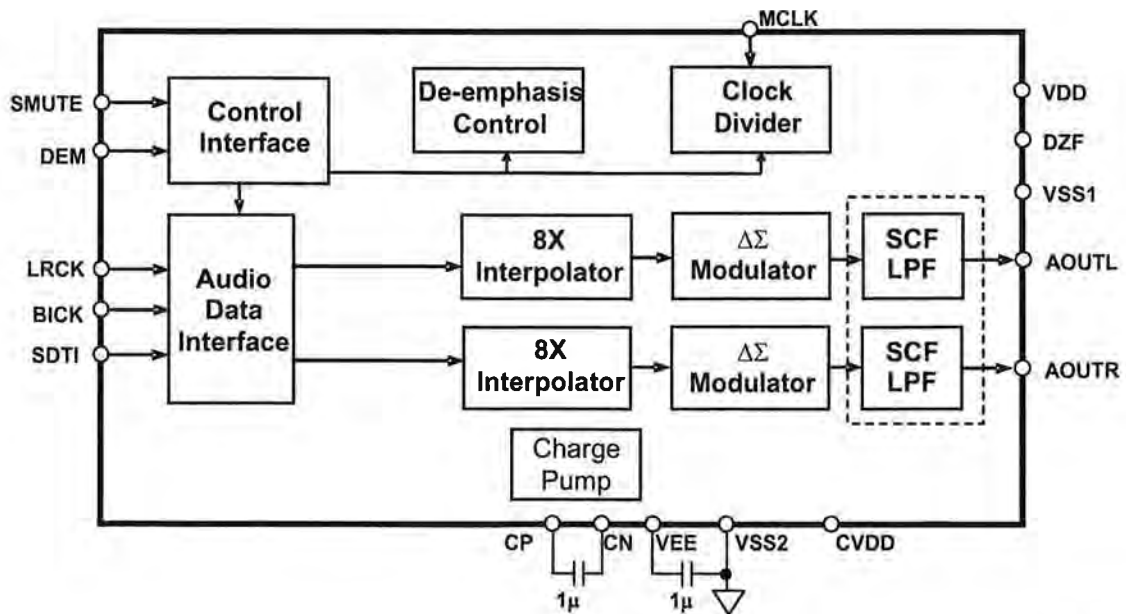 MCLK
SMUTE
DEM
Control
Interface
De-emphasis
Control
Clock
Divider
VDD
DZF
VSS1
LRCK
BICK
SDTI
Audio
Data
Interface
8X
Interpolator
ΔΣ
Modulator
SCF
LPF
AOUTL
8X
Interpolator
ΔΣ
Modulator
SCF
LPF
AOUTR
Charge
Pump
CP
CN
VEE
VSS2
CVDD
1μ
1μ